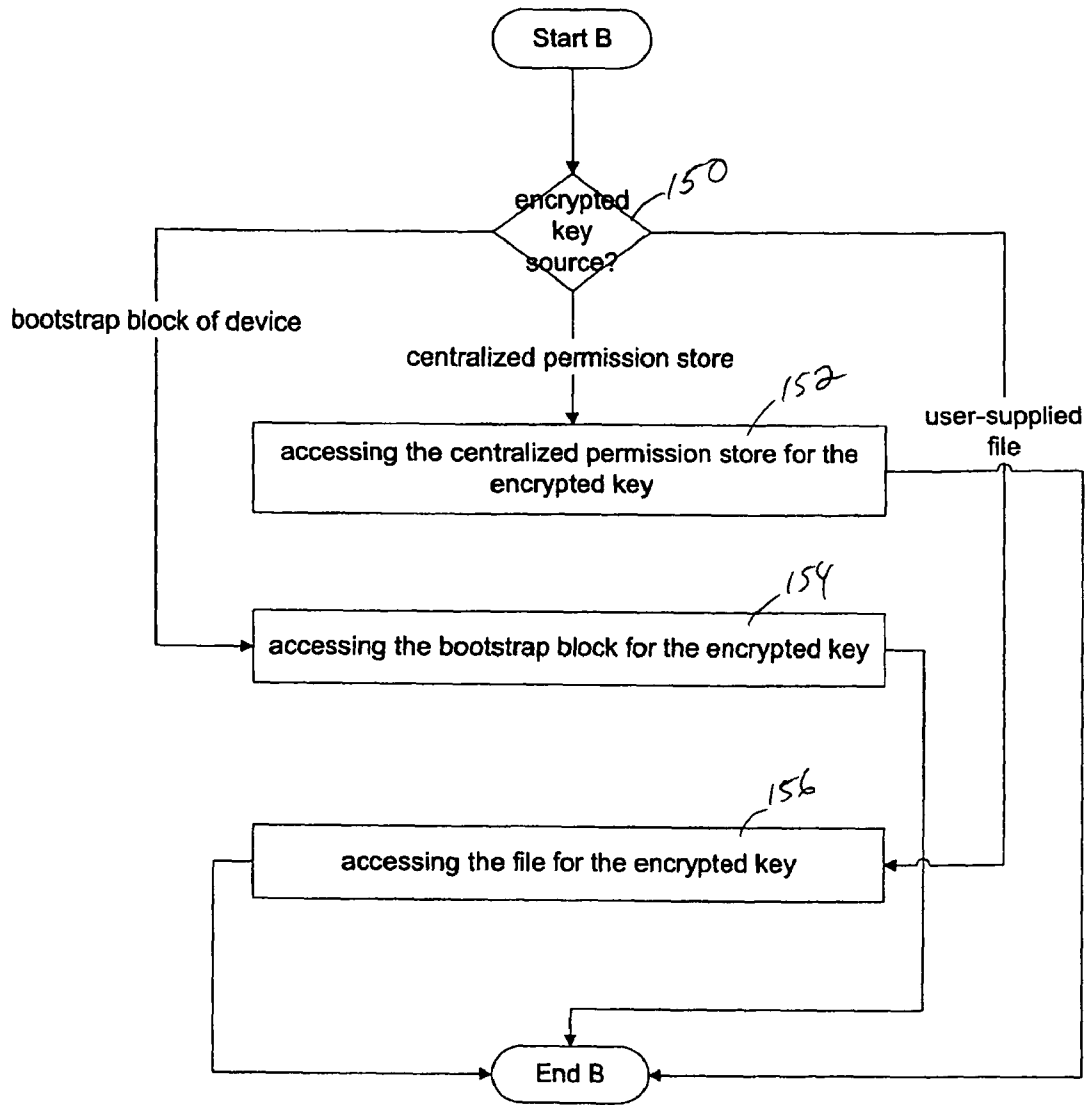 Start B
150
encrypted
key
source?
bootstrap block of device
centralized permission store
152
user-supplied
file
accessing the centralized permission store for the
encrypted key
154
accessing the bootstrap block for the encrypted key
156
accessing the file for the encrypted key
End B